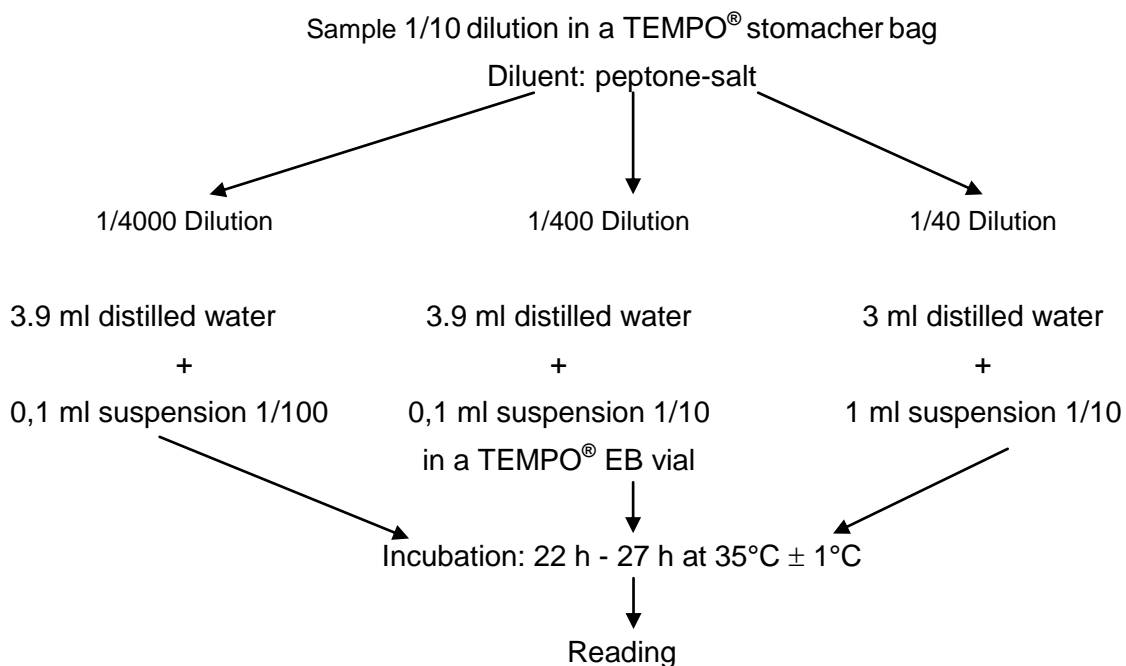 Sample 1/10 dilution in a TEMPO® stomacher bag
Diluent: peptone-salt
1/4000 Dilution
1/400 Dilution
1/40 Dilution
3.9 ml distilled water
3.9 ml distilled water
3 ml distilled water
+
+
+
0,1 ml suspension 1/100
0,1 ml suspension 1/10
1 ml suspension 1/10
in a TEMPO® EB vial
Incubation: 22 h - 27 h at 35°C ± 1°C
Reading